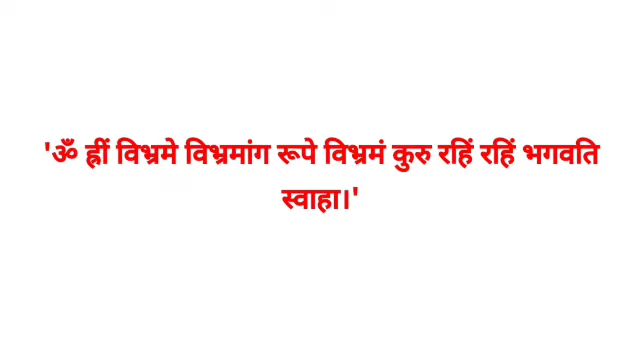 'ॐ ह्रीं विभ्रमे विभ्रमांग रूपे विभ्रमं कुरु रहिं रहिं भगवति
स्वाहा।'